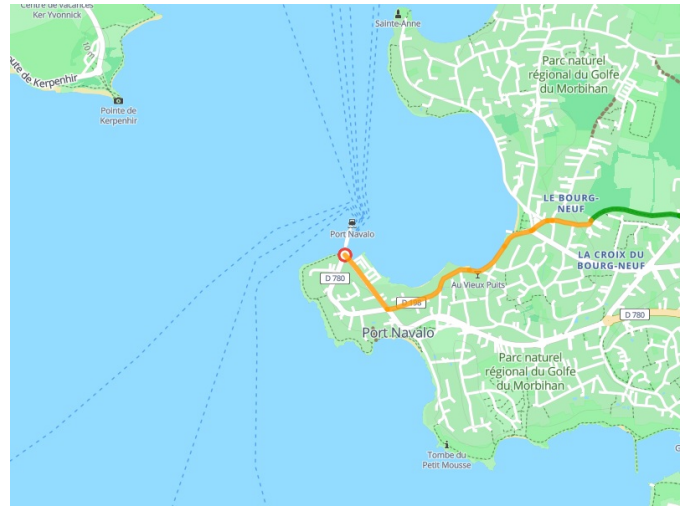 Centre de vacances
Ker Yvonnick
10 m
oute de Kerpenhir
Pointe de
Kerpenhir
Sainte-Anne
Parc naturel
régional du Golfe
du Morbihan
LE BOURG-
NEUF
LA CROIX DU
BOURG-NEUF
Port Navalo
D 780
Au Vieux Puits
D 198
D 780
Port Navalo
Parc naturel
régional du Golfe
du Morbihan
Tombe du
Petit Mousse
G